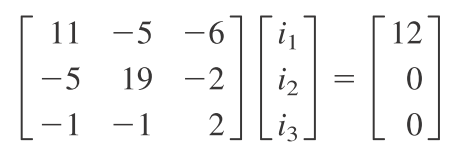 11 −5 −6 i₁ 12
−5 19 −2 i₂ = 0
−1 −1 2 i₃ 0